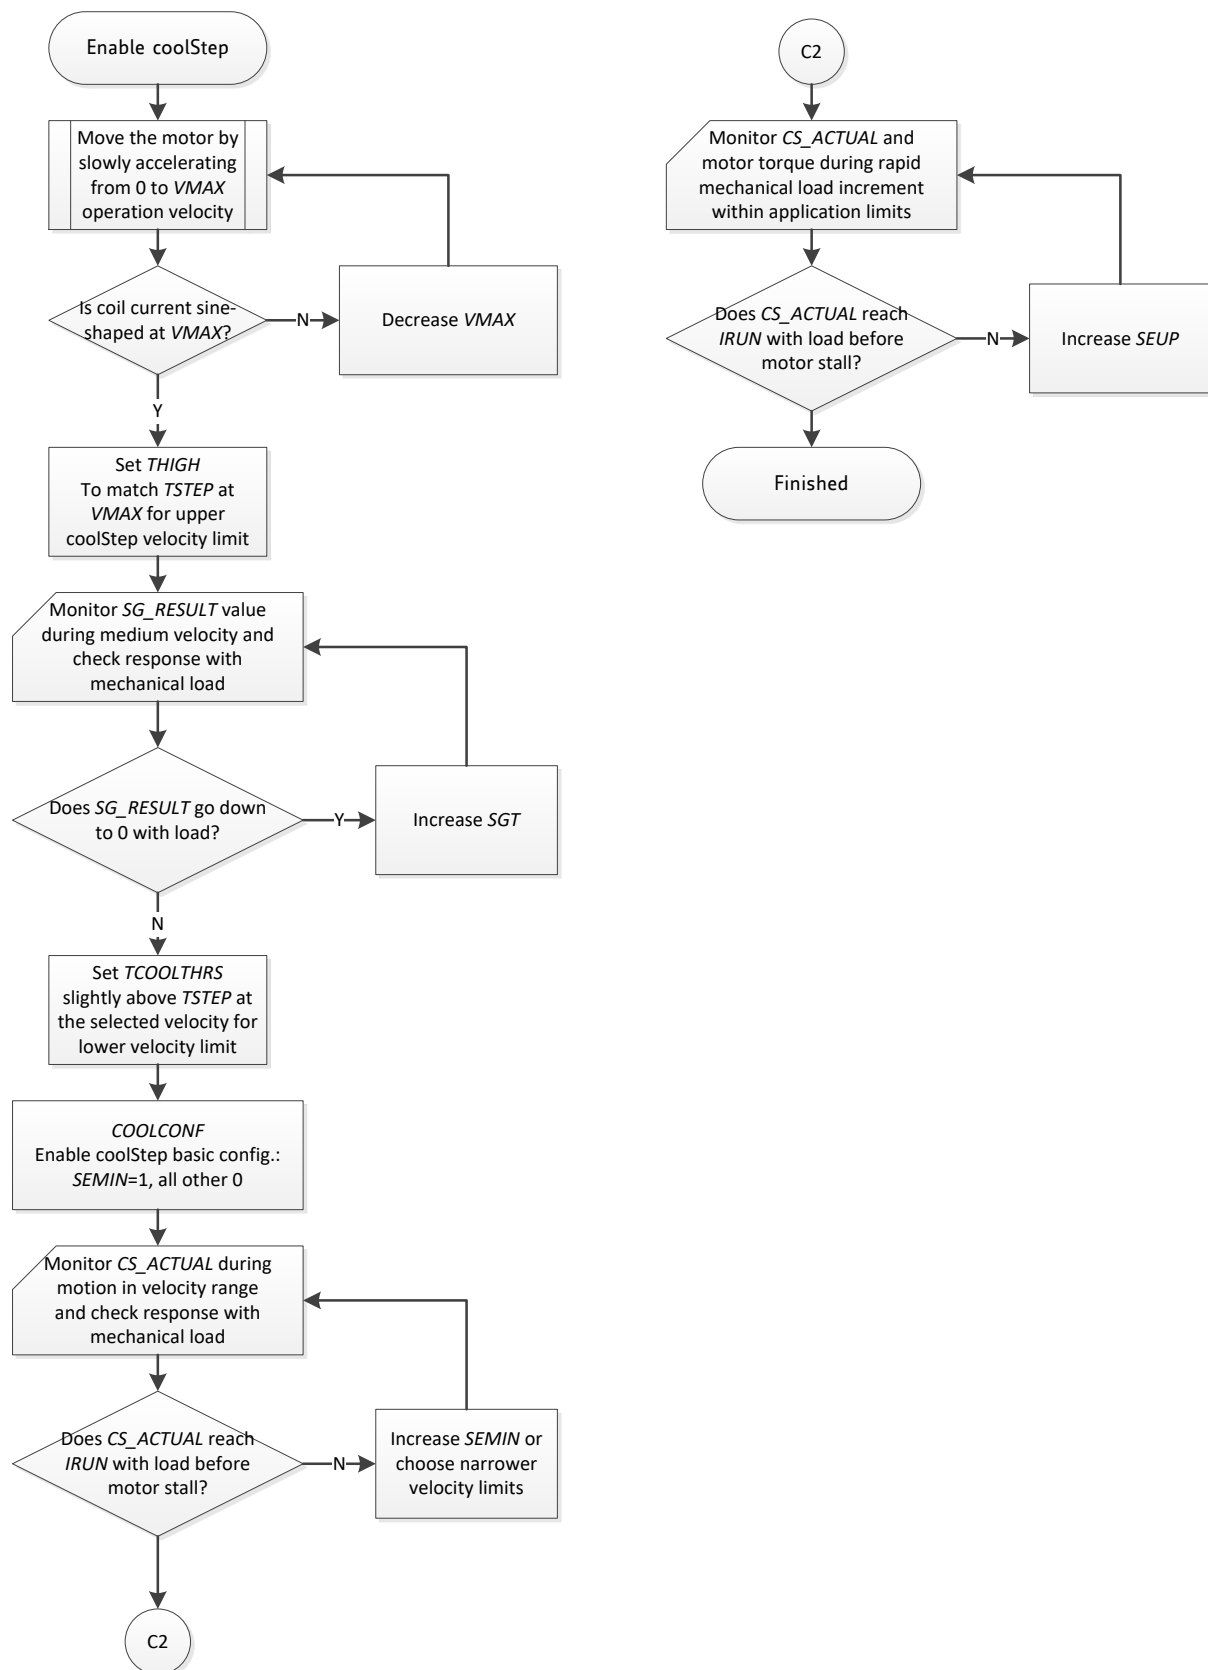 Enable coolStep
Move the motor by
slowly accelerating
from 0 to VMAX
operation velocity
Is coil current sine-
shaped at VMAX?
N
Decrease VMAX
Y
Set THIGH
To match TSTEP at
VMAX for upper
coolStep velocity limit
Monitor SG_RESULT value
during medium velocity and
check response with
mechanical load
Does SG_RESULT go down
to 0 with load?
Y
Increase SGT
N
Set TCOOLTHRS
slightly above TSTEP at
the selected velocity for
lower velocity limit
COOLCONF
Enable coolStep basic config.:
SEMIN=1, all other 0
Monitor CS_ACTUAL during
motion in velocity range
and check response with
mechanical load
Does CS_ACTUAL reach
IRUN with load before
motor stall?
N
Increase SEMIN or
choose narrower
velocity limits
C2
C2
Monitor CS_ACTUAL and
motor torque during rapid
mechanical load increment
within application limits
Does CS_ACTUAL reach
IRUN with load before
motor stall?
N
Increase SEUP
Finished